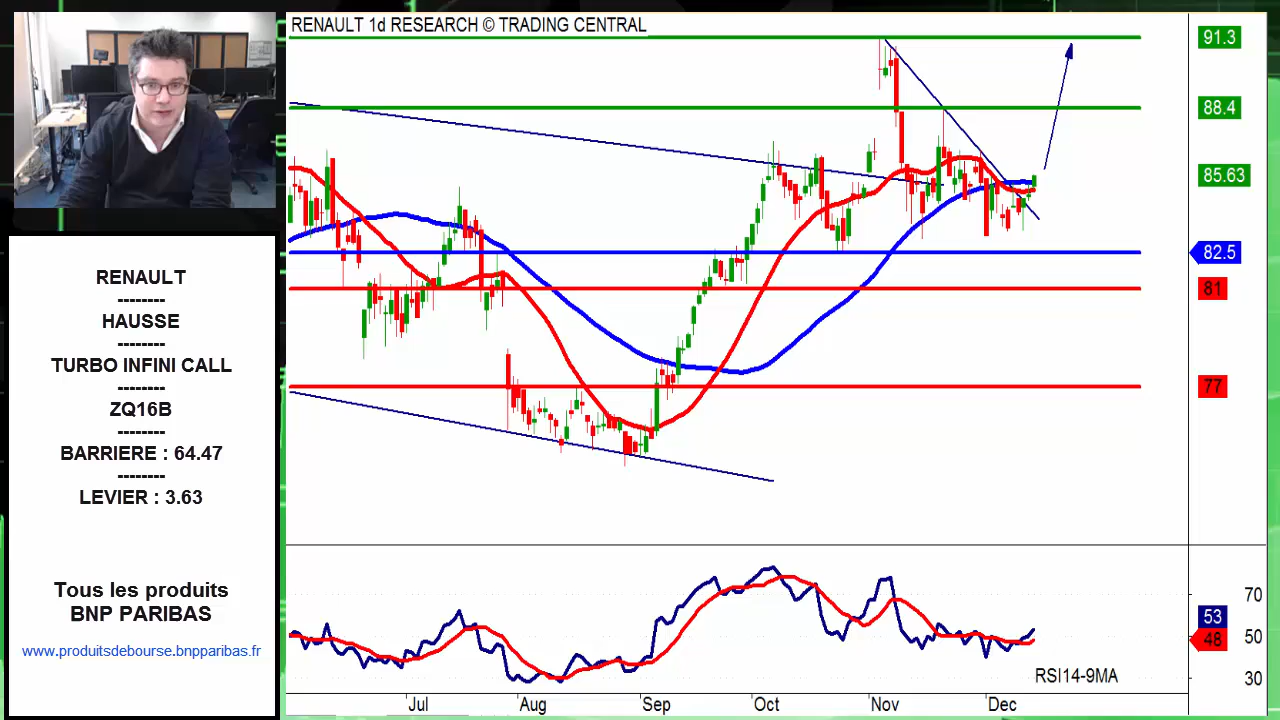 RENAULT 1d RESEARCH © TRADING CENTRAL
91.3
88.4
85.63
82.5
81
77
RENAULT
--------
HAUSSE
--------
TURBO INFINI CALL
--------
ZQ16B
--------
BARRIERE : 64.47
--------
LEVIER : 3.63
Tous les produits
BNP PARIBAS
www.produitsdebourse.bnpparibas.fr
70
53
50
48
30
RSI14-9MA
Jul Aug Sep Oct Nov Dec